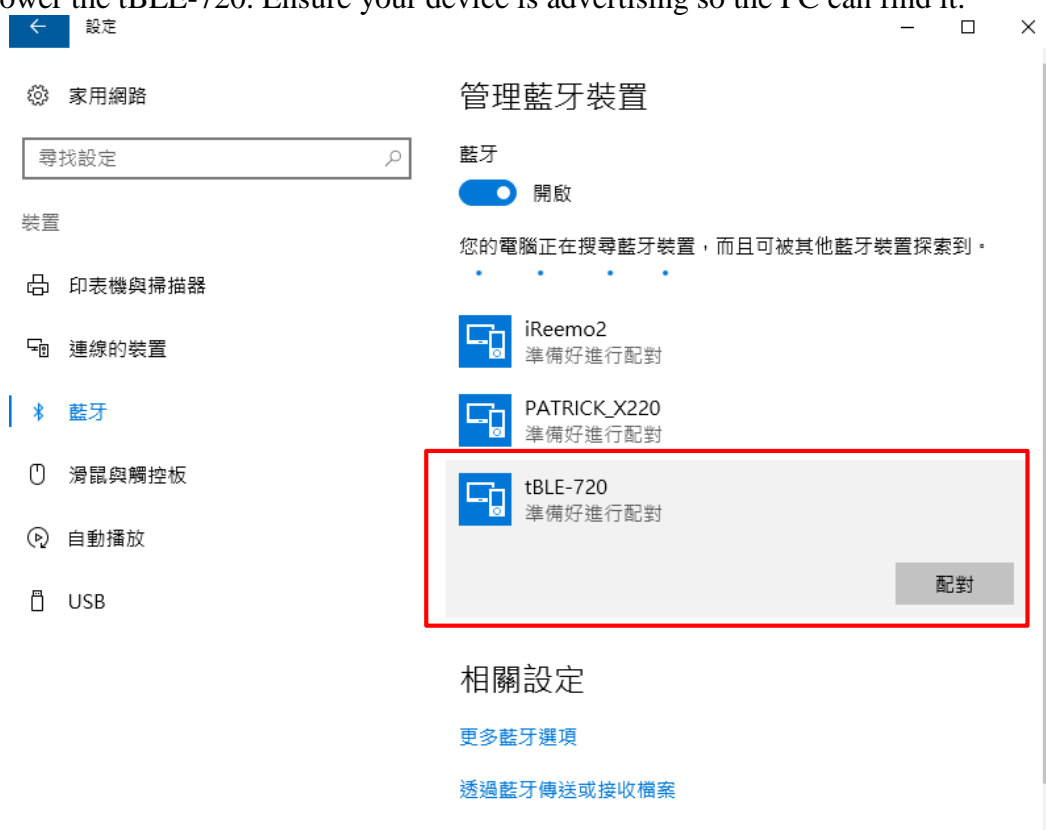 ower the tBLE-720. Ensure your device is advertising so the PC can find it.
設定
家用網路
尋找設定
裝置
印表機與掃描器
連線的裝置
藍牙
滑鼠與觸控板
自動播放
USB
管理藍牙裝置
藍牙
開啟
您的電腦正在搜尋藍牙裝置，而且可被其他藍牙裝置探索到。
iReemo2
準備好進行配對
PATRICK_X220
準備好進行配對
tBLE-720
準備好進行配對
配對
相關設定
更多藍牙選項
透過藍牙傳送或接收檔案